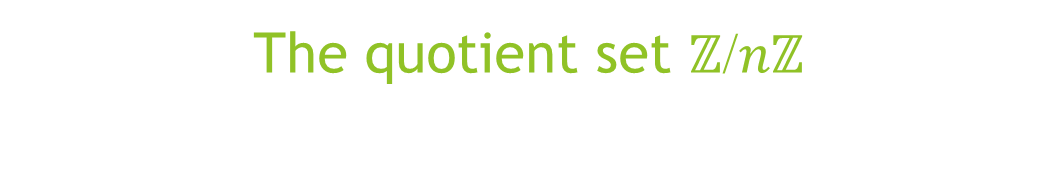 The quotient set ℤ/𝑛ℤ